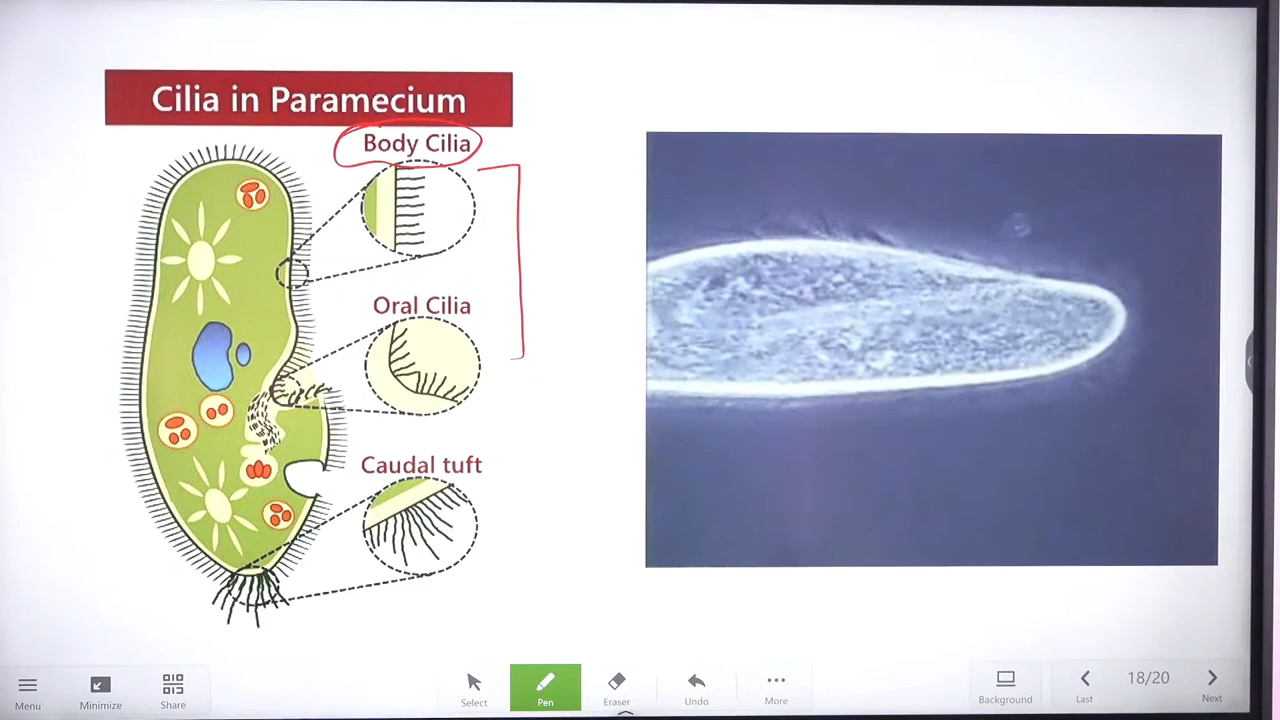 Cilia in Paramecium
Body Cilia
Oral Cilia
Caudal tuft
Menu
Minimize
Share
Select
Pen
Eraser
Undo
More
Background
Last
18/20
Next